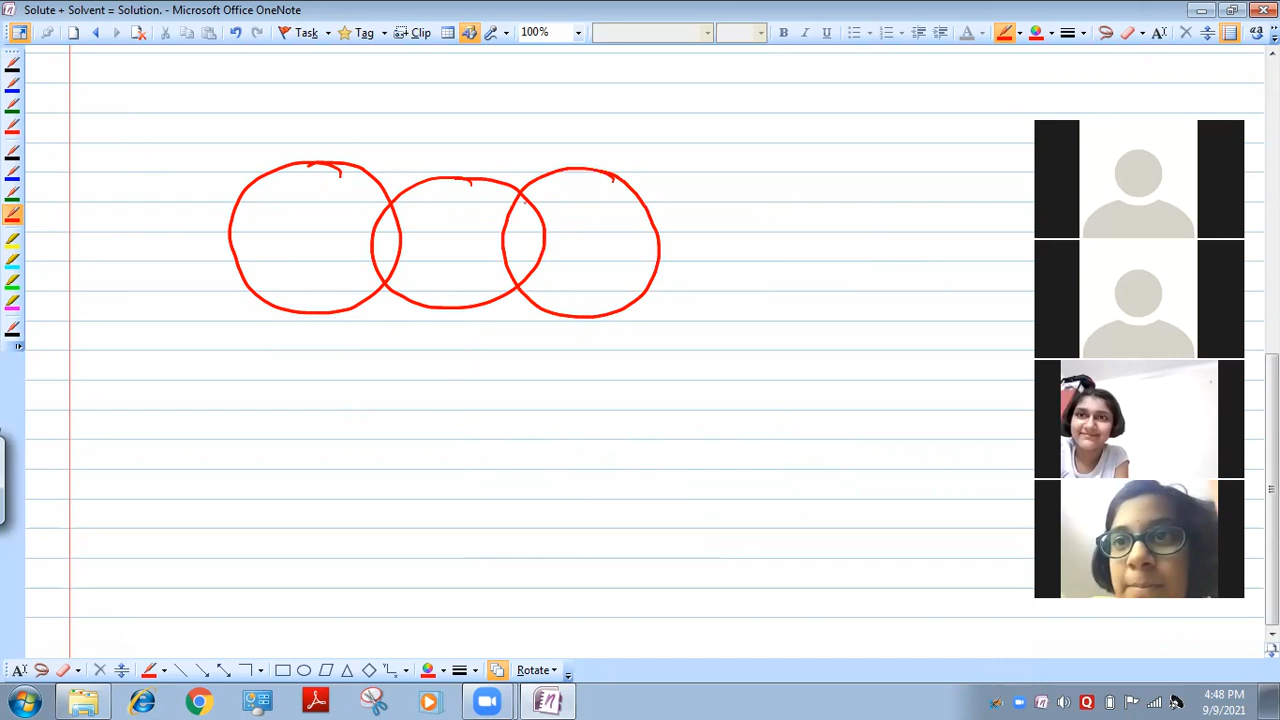 Solute + Solvent = Solution. - Microsoft Office OneNote
Task Tag Clip 100% B I U A
Rotate
4:48 PM
9/9/2021